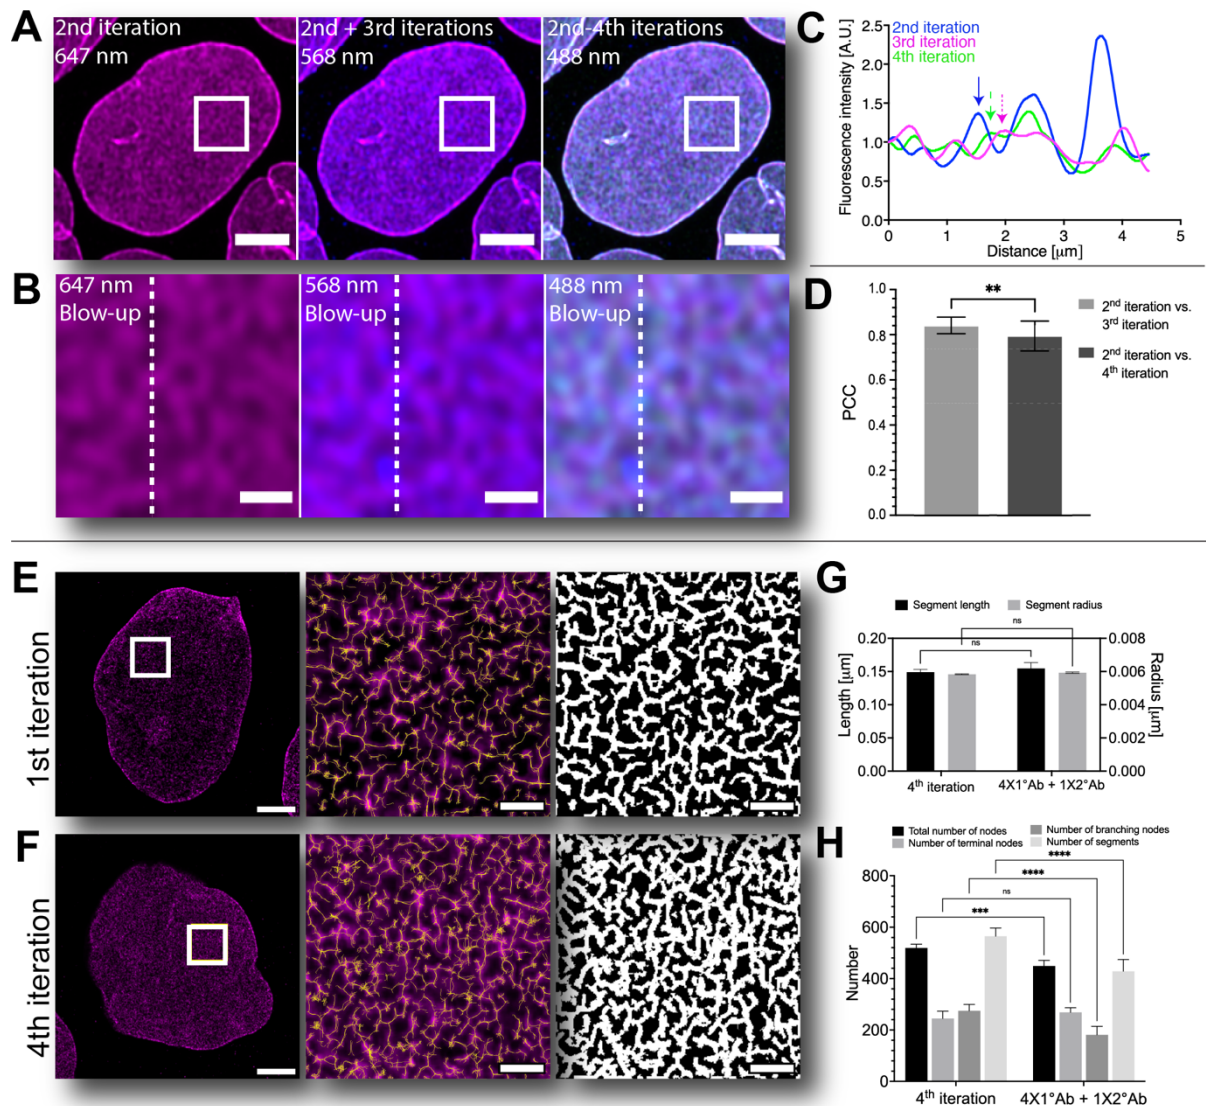 A
2nd iteration
647 nm
2nd + 3rd iterations
568 nm
2nd-4th iterations
488 nm
B
647 nm
Blow-up
568 nm
Blow-up
488 nm
Blow-up
C
2nd iteration
3rd iteration
4th iteration
Fluorescence intensity [A.U.]
2.5
2.0
1.5
1.0
0.5
0.0
0 1 2 3 4 5
Distance [µm]
D
**
PCC
1.0
0.8
0.6
0.4
0.2
0.0
2nd iteration vs.
3rd iteration
2nd iteration vs.
4th iteration
E
1st iteration
F
4th iteration
G
Segment length Segment radius
ns
ns
Length [µm]
0.20
0.15
0.10
0.05
0.00
0.008
0.006
0.004
0.002
0.000
Radius [µm]
4th iteration 4X1°Ab + 1X2°Ab
H
Total number of nodes Number of branching nodes
Number of terminal nodes Number of segments
****
****
ns
***
Number
800
600
400
200
0
4th iteration 4X1°Ab + 1X2°Ab